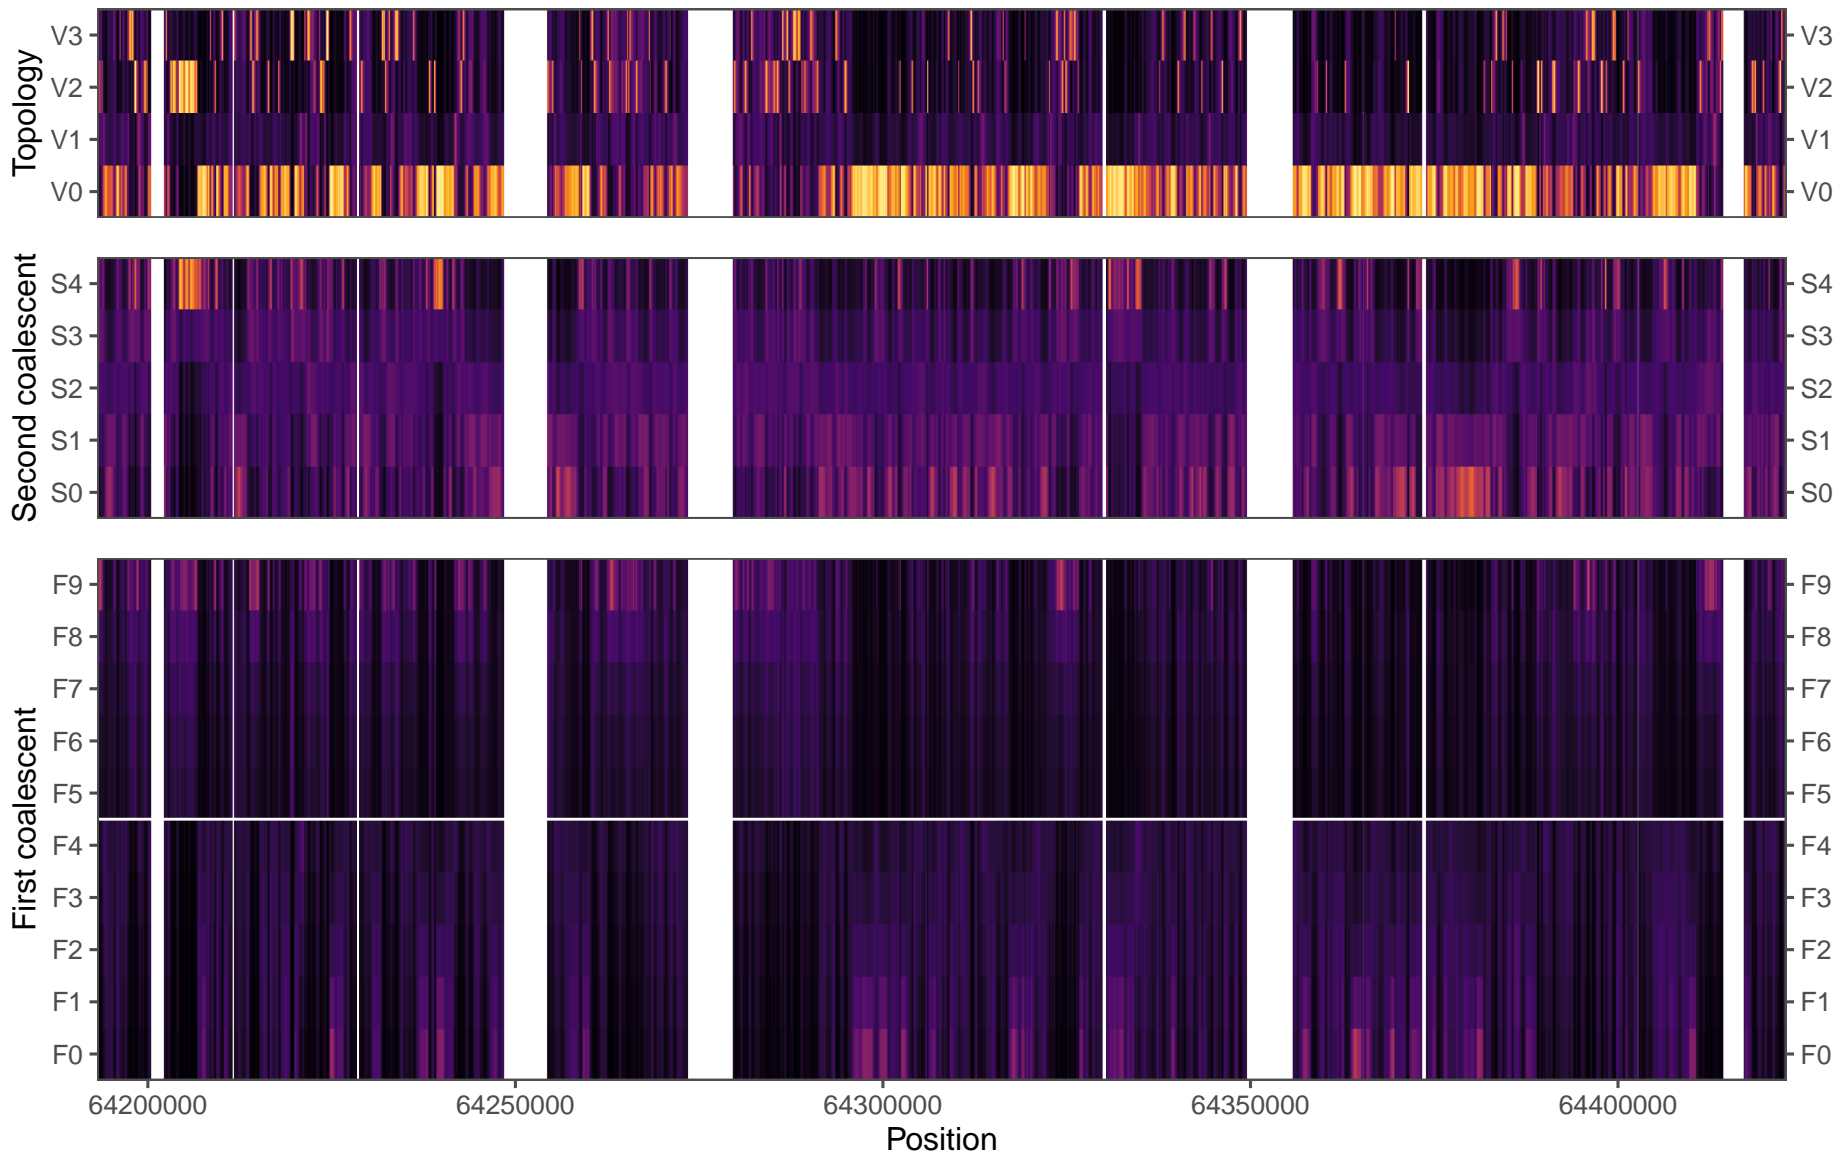 Topology
V3
V2
V1
V0
V3
V2
V1
V0
Second coalescent
S4
S3
S2
S1
S0
S4
S3
S2
S1
S0
First coalescent
F9
F8
F7
F6
F5
F4
F3
F2
F1
F0
F9
F8
F7
F6
F5
F4
F3
F2
F1
F0
64200000 64250000 64300000 64350000 64400000
Position